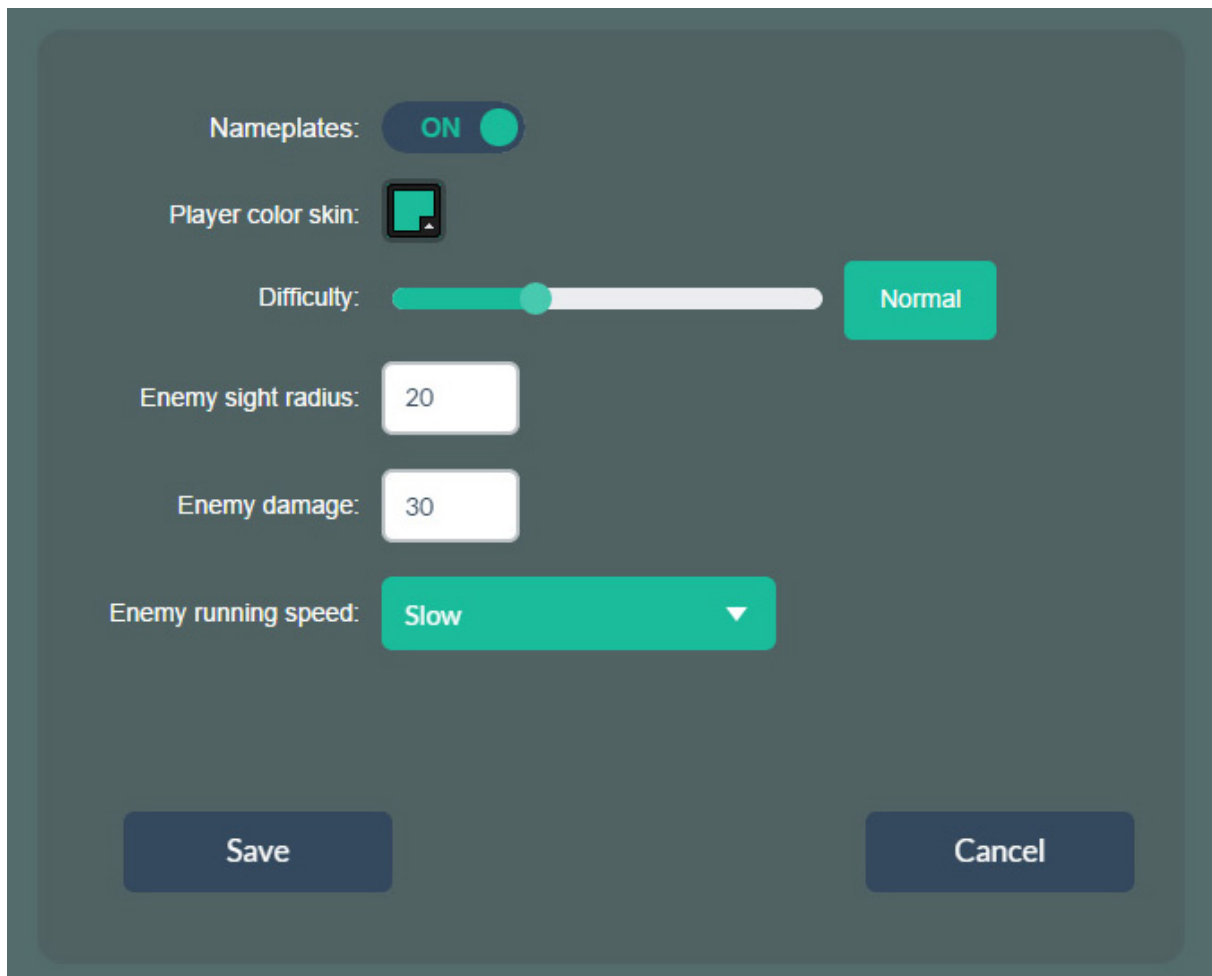 Nameplates: ON
Player color skin:
Difficulty: Normal
Enemy sight radius: 20
Enemy damage: 30
Enemy running speed: Slow
Save Cancel